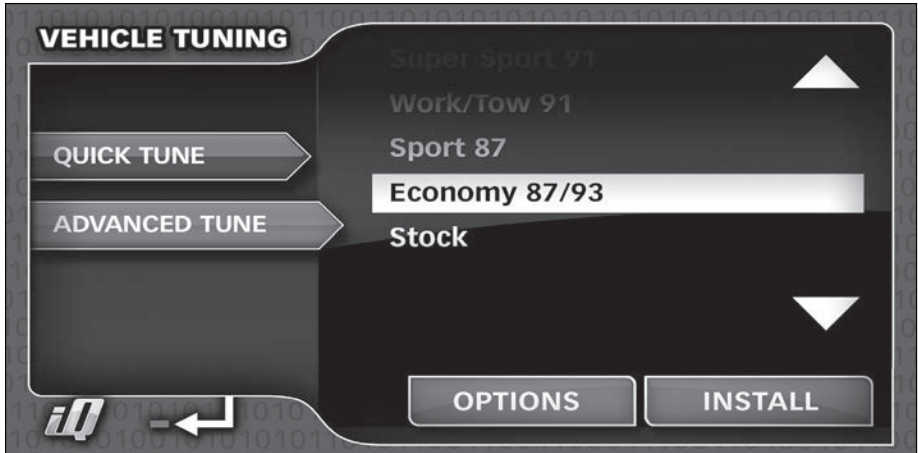 VEHICLE TUNING
QUICK TUNE
ADVANCED TUNE
Super Sport 91
Work/Tow 91
Sport 87
Economy 87/93
Stock
iQ
OPTIONS
INSTALL